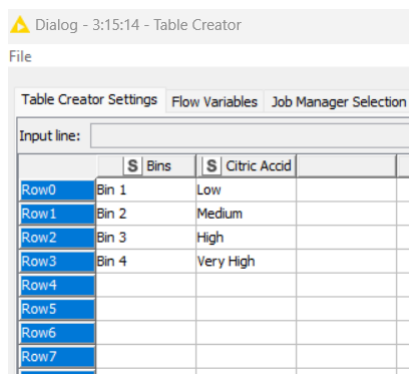 Dialog - 3:15:14 - Table Creator
File
Table Creator Settings Flow Variables Job Manager Selection
Input line:
S Bins S Citric Accid
Row0 Bin 1 Low
Row1 Bin 2 Medium
Row2 Bin 3 High
Row3 Bin 4 Very High
Row4
Row5
Row6
Row7